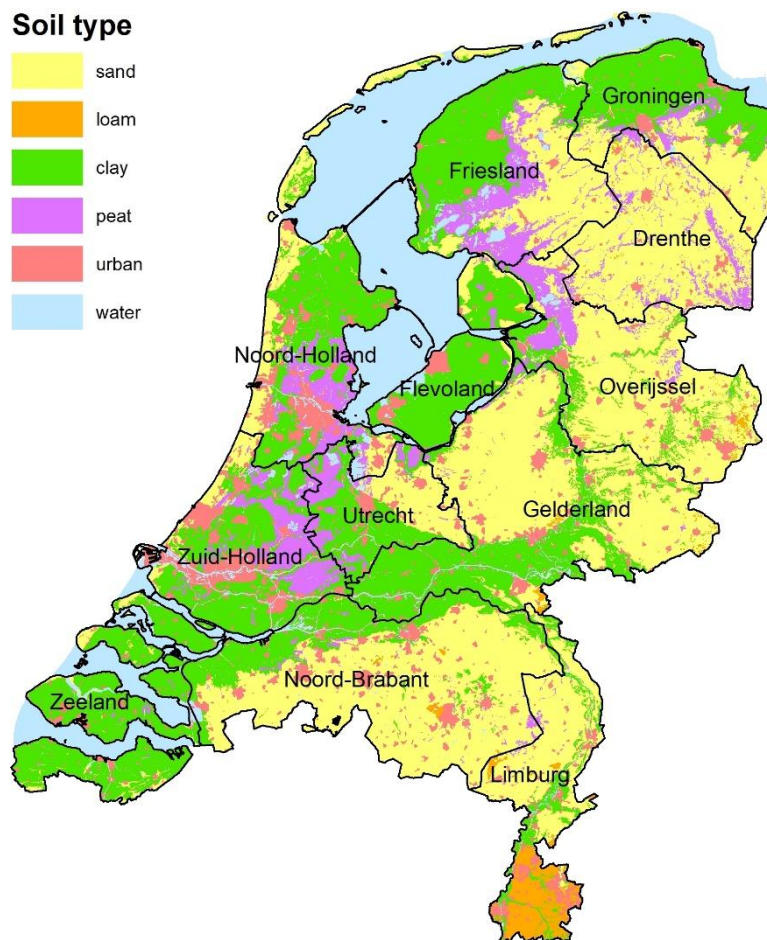 Soil type
sand
loam
clay
peat
urban
water
Groningen
Friesland
Drenthe
Noord-Holland
Flevoland
Overijssel
Utrecht
Gelderland
Zuid-Holland
Noord-Brabant
Zeeland
Limburg